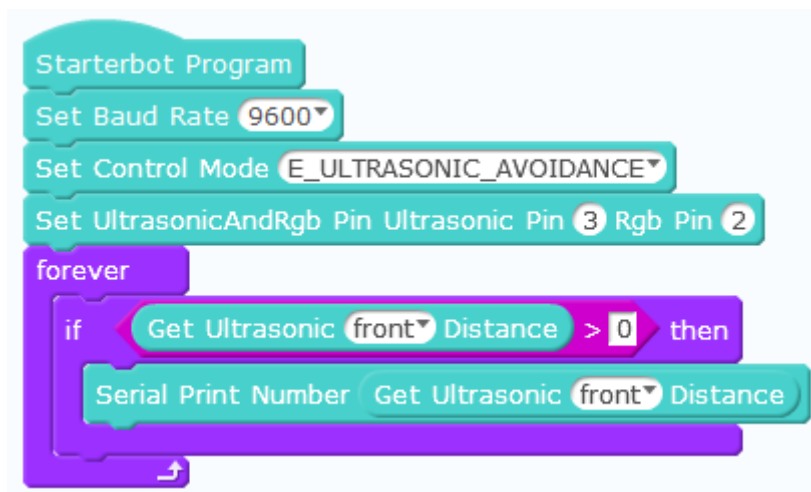 Starterbot Program
Set Baud Rate 9600
Set Control Mode E_ULTRASONIC_AVOIDANCE
Set UltrasonicAndRgb Pin Ultrasonic Pin 3 Rgb Pin 2
forever
if Get Ultrasonic front Distance > 0 then
Serial Print Number Get Ultrasonic front Distance